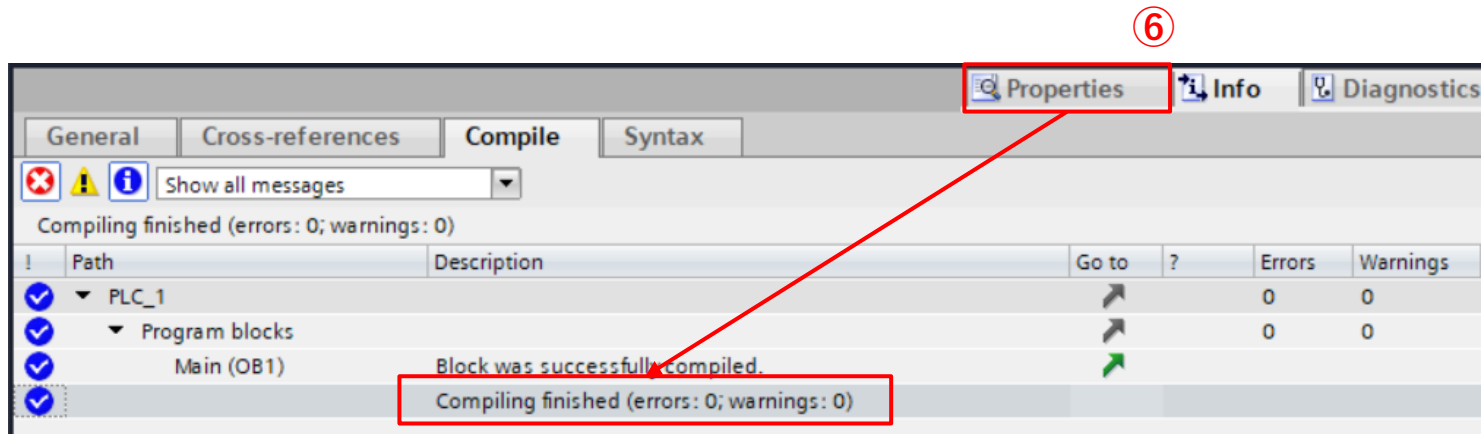 ⑥
Properties Info Diagnostics
General Cross-references Compile Syntax
Show all messages
Compiling finished (errors: 0; warnings: 0)
! Path Description Go to ? Errors Warnings
PLC_1 0 0
Program blocks 0 0
Main (OB1) Block was successfully compiled.
Compiling finished (errors: 0; warnings: 0)